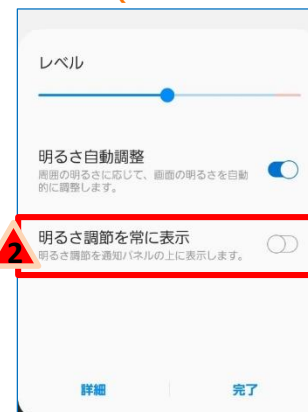 レベル
明るさ自動調整
周囲の明るさに応じて、画面の明るさを自動
的に調整します。
明るさ調節を常に表示
明るさ調節を通知パネルの上に表示します。
2
詳細
完了